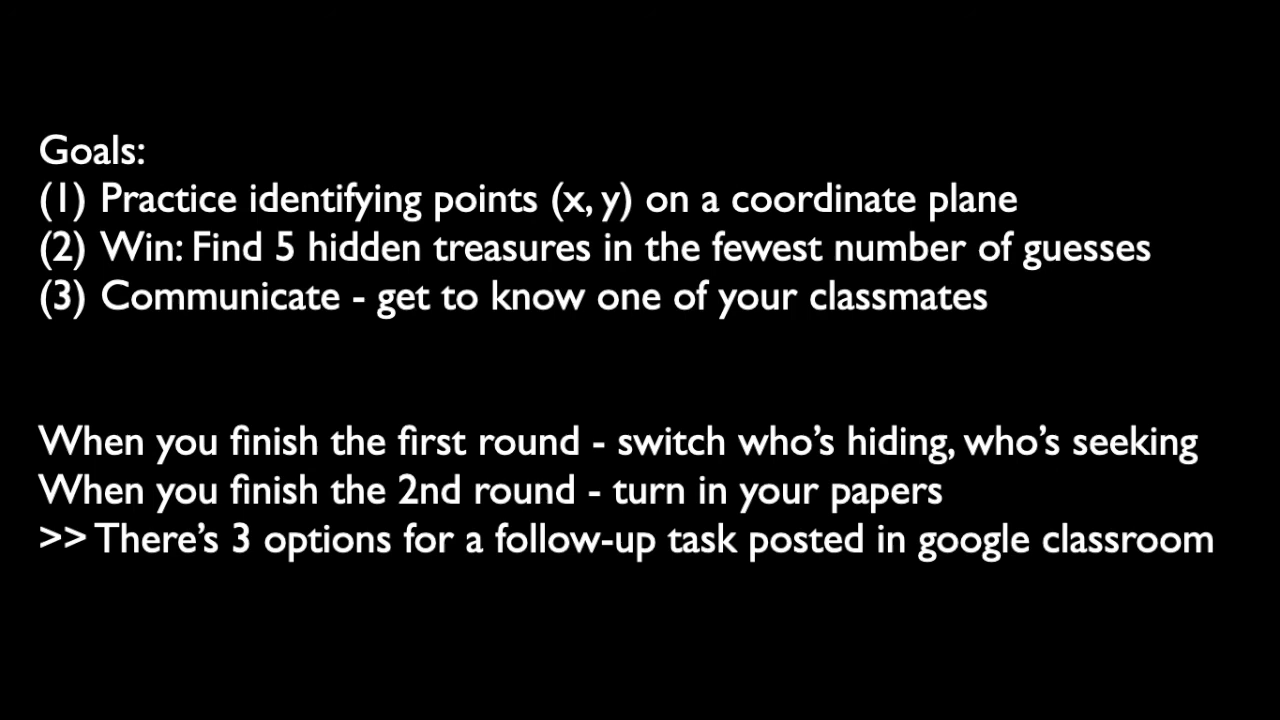 Goals:
(1) Practice identifying points (x, y) on a coordinate plane
(2) Win: Find 5 hidden treasures in the fewest number of guesses
(3) Communicate - get to know one of your classmates
When you finish the first round - switch who’s hiding, who’s seeking
When you finish the 2nd round - turn in your papers
>> There’s 3 options for a follow-up task posted in google classroom